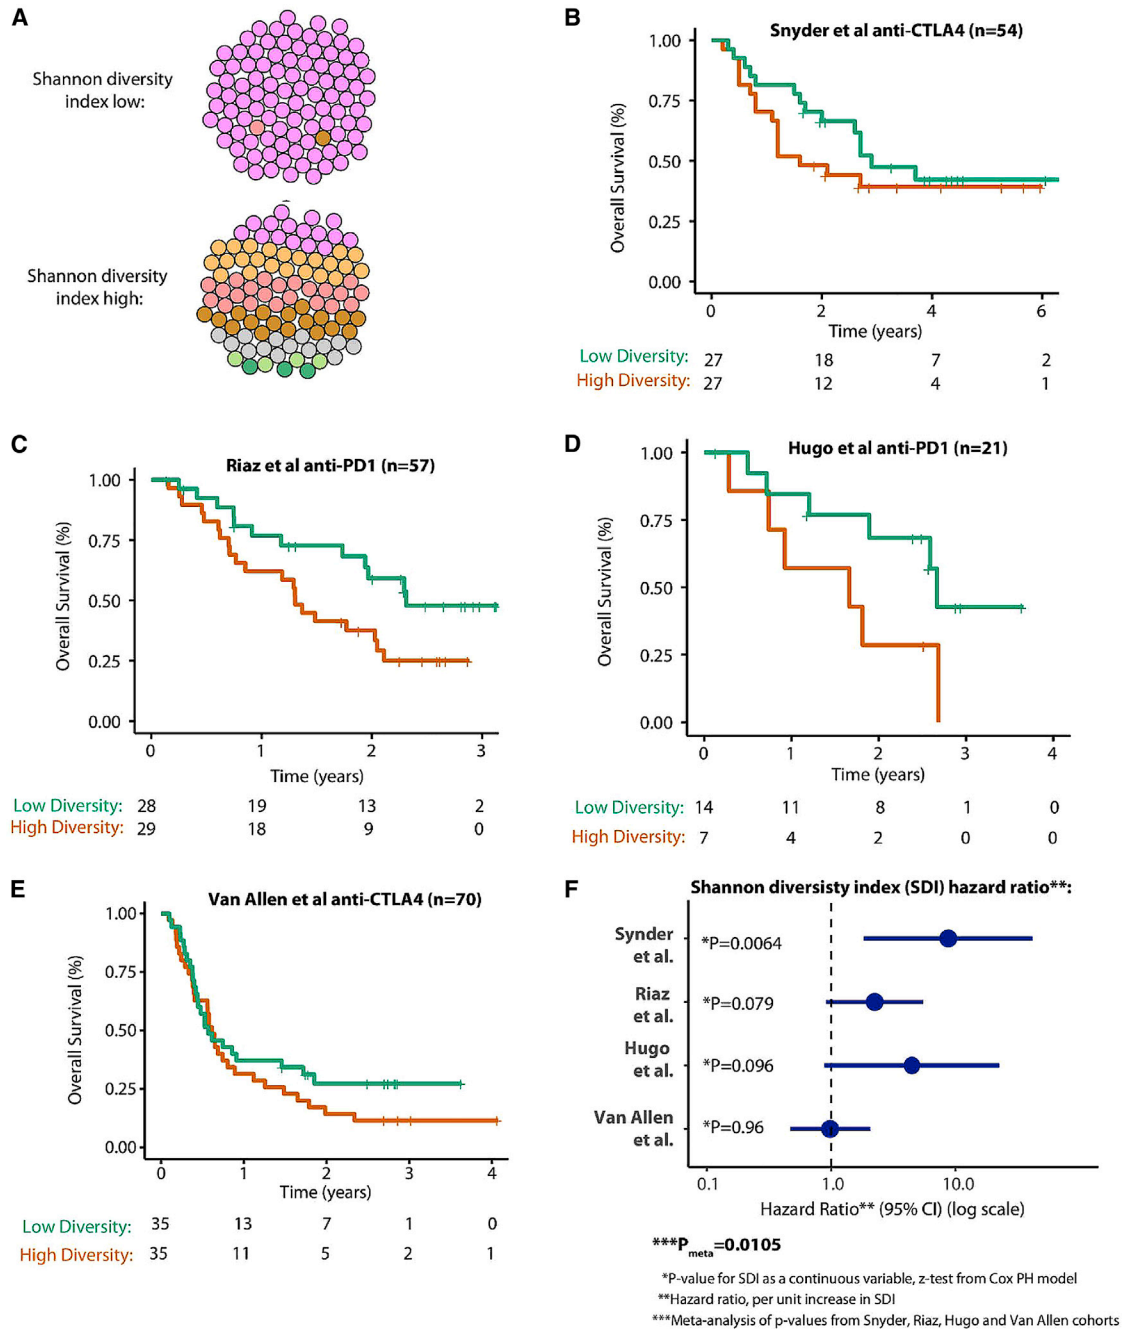 A
Shannon diversity
index low:
Shannon diversity
index high:
B
Snyder et al anti-CTLA4 (n=54)
Overall Survival (%)
1.00
0.75
0.50
0.25
0.00
0 2 4 6
Time (years)
Low Diversity: 27 18 7 2
High Diversity: 27 12 4 1
C
Riaz et al anti-PD1 (n=57)
Overall Survival (%)
1.00
0.75
0.50
0.25
0.00
0 1 2 3
Time (years)
Low Diversity: 28 19 13 2
High Diversity: 29 18 9 0
D
Hugo et al anti-PD1 (n=21)
Overall Survival (%)
1.00
0.75
0.50
0.25
0.00
0 1 2 3 4
Time (years)
Low Diversity: 14 11 8 1 0
High Diversity: 7 4 2 0 0
E
Van Allen et al anti-CTLA4 (n=70)
Overall Survival (%)
1.00
0.75
0.50
0.25
0.00
0 1 2 3 4
Time (years)
Low Diversity: 35 13 7 1 0
High Diversity: 35 11 5 2 1
F
Shannon diversisty index (SDI) hazard ratio**:
Synder
et al.
*P=0.0064
Riaz
et al.
*P=0.079
Hugo
et al.
*P=0.096
Van Allen
et al.
*P=0.96
0.1 1.0 10.0
Hazard Ratio** (95% CI) (log scale)
***Pmeta=0.0105
*P-value for SDI as a continuous variable, z-test from Cox PH model
**Hazard ratio, per unit increase in SDI
***Meta-analysis of p-values from Snyder, Riaz, Hugo and Van Allen cohorts